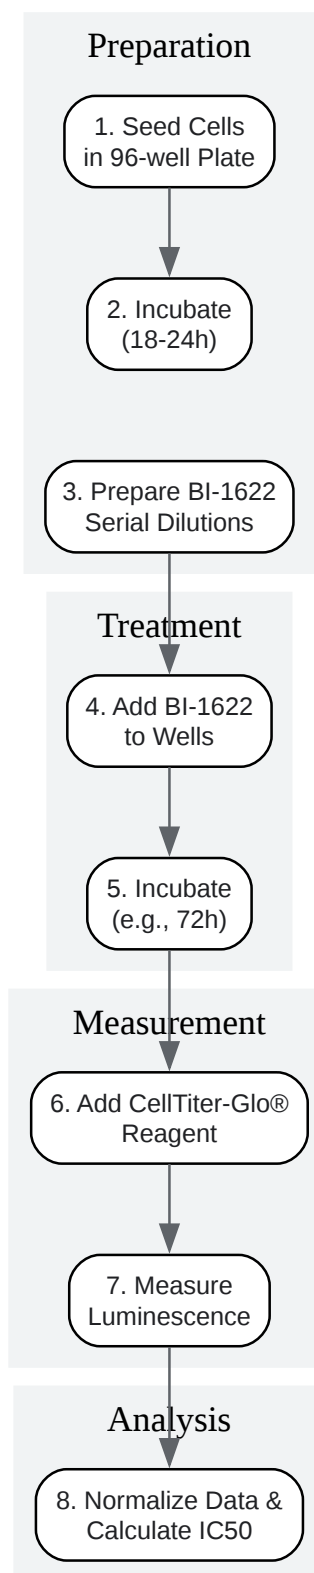 Preparation
1. Seed Cells
in 96-well Plate
2. Incubate
(18-24h)
3. Prepare BI-1622
Serial Dilutions
Treatment
4. Add BI-1622
to Wells
5. Incubate
(e.g., 72h)
Measurement
6. Add CellTiter-Glo®
Reagent
7. Measure
Luminescence
Analysis
8. Normalize Data &
Calculate IC50